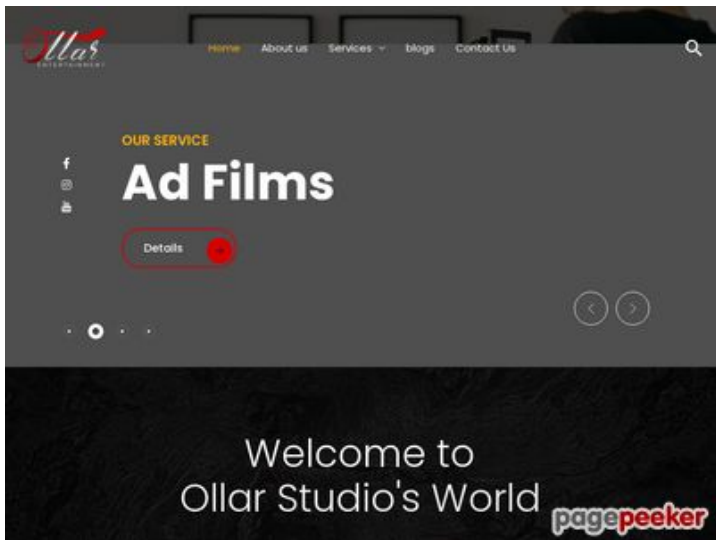 Ollar
ENTERTAINMENT
Home About us Services blogs Contact Us
OUR SERVICE
Ad Films
Details
Welcome to
Ollar Studio's World
pagepeeker